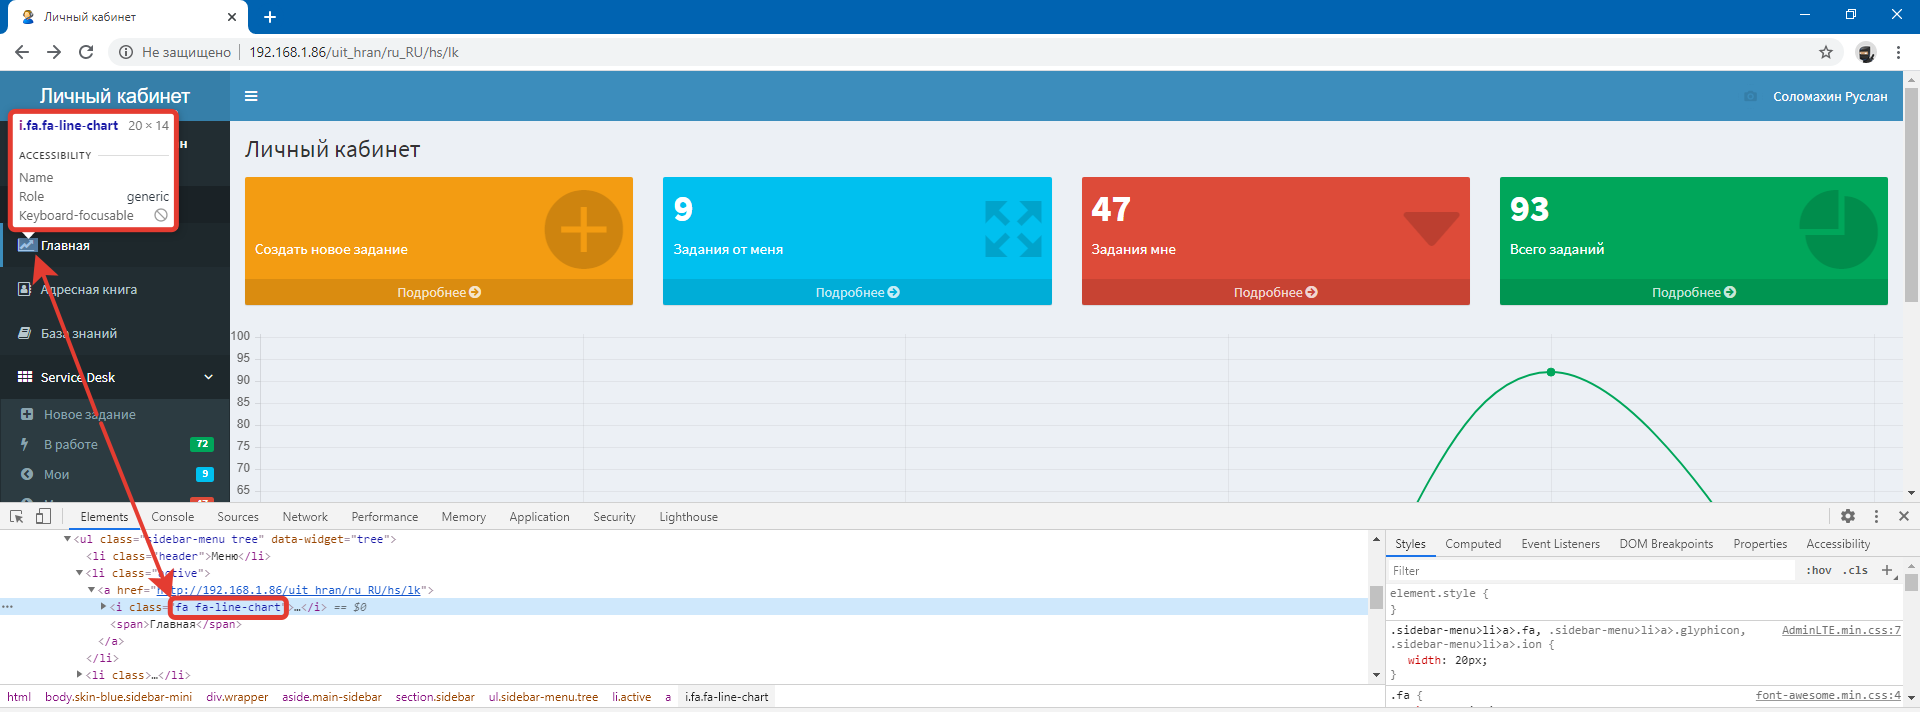 Личный кабинет
Не защищено
192.168.1.86/uit_hran/ru_RU/hs/lk
Личный кабинет
Соломахин Руслан
i.fa.fa-line-chart 20 × 14
ACCESSIBILITY
Name
Role generic
Keyboard-focusable
н
Главная
Адресная книга
База знаний
Service Desk
Новое задание
В работе 72
Мои 9
Личный кабинет
Создать новое задание
Подробнее
9
Задания от меня
Подробнее
47
Задания мне
Подробнее
93
Всего заданий
Подробнее
100
95
90
85
80
75
70
65
Elements Console Sources Network Performance Memory Application Security Lighthouse
<ul class="sidebar-menu tree" data-widget="tree">
<li class="header">Меню</li>
<li class="active">
<a href="http://192.168.1.86/uit_hran/ru_RU/hs/lk">
<i class="fa fa-line-chart">…</i> == $0
<span>Главная</span>
</a>
</li>
<li class>…</li>
html body.skin-blue.sidebar-mini div.wrapper aside.main-sidebar section.sidebar ul.sidebar-menu.tree li.active a i.fa.fa-line-chart
Styles Computed Event Listeners DOM Breakpoints Properties Accessibility
Filter :hov .cls +
element.style {
}
.sidebar-menu>li>a>.fa, .sidebar-menu>li>a>.glyphicon, AdminLTE.min.css:7
.sidebar-menu>li>a>.ion {
width: 20px;
}
.fa { font-awesome.min.css:4